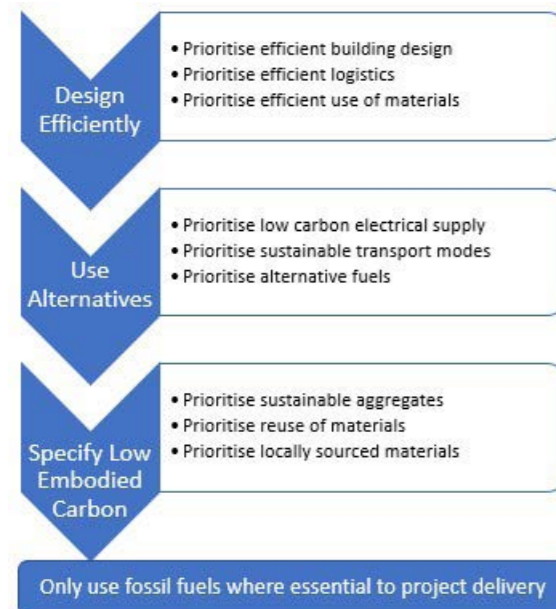 Design
Efficiently
• Prioritise efficient building design
• Prioritise efficient logistics
• Prioritise efficient use of materials
Use
Alternatives
• Prioritise low carbon electrical supply
• Prioritise sustainable transport modes
• Prioritise alternative fuels
Specify Low
Embodied
Carbon
• Prioritise sustainable aggregates
• Prioritise reuse of materials
• Prioritise locally sourced materials
Only use fossil fuels where essential to project delivery